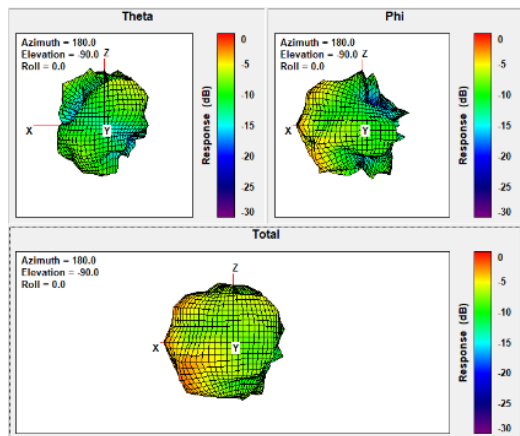 Theta
Azimuth = 180.0
Elevation = -90.0
Roll = 0.0
Z
X
Y
0
-5
-10
-15
-20
-25
-30
Response (dB)
Phi
Azimuth = 180.0
Elevation = -90.0
Roll = 0.0
Z
X
Y
0
-5
-10
-15
-20
-25
-30
Response (dB)
Total
Azimuth = 180.0
Elevation = -90.0
Roll = 0.0
Z
X
Y
0
-5
-10
-15
-20
-25
-30
Response (dB)